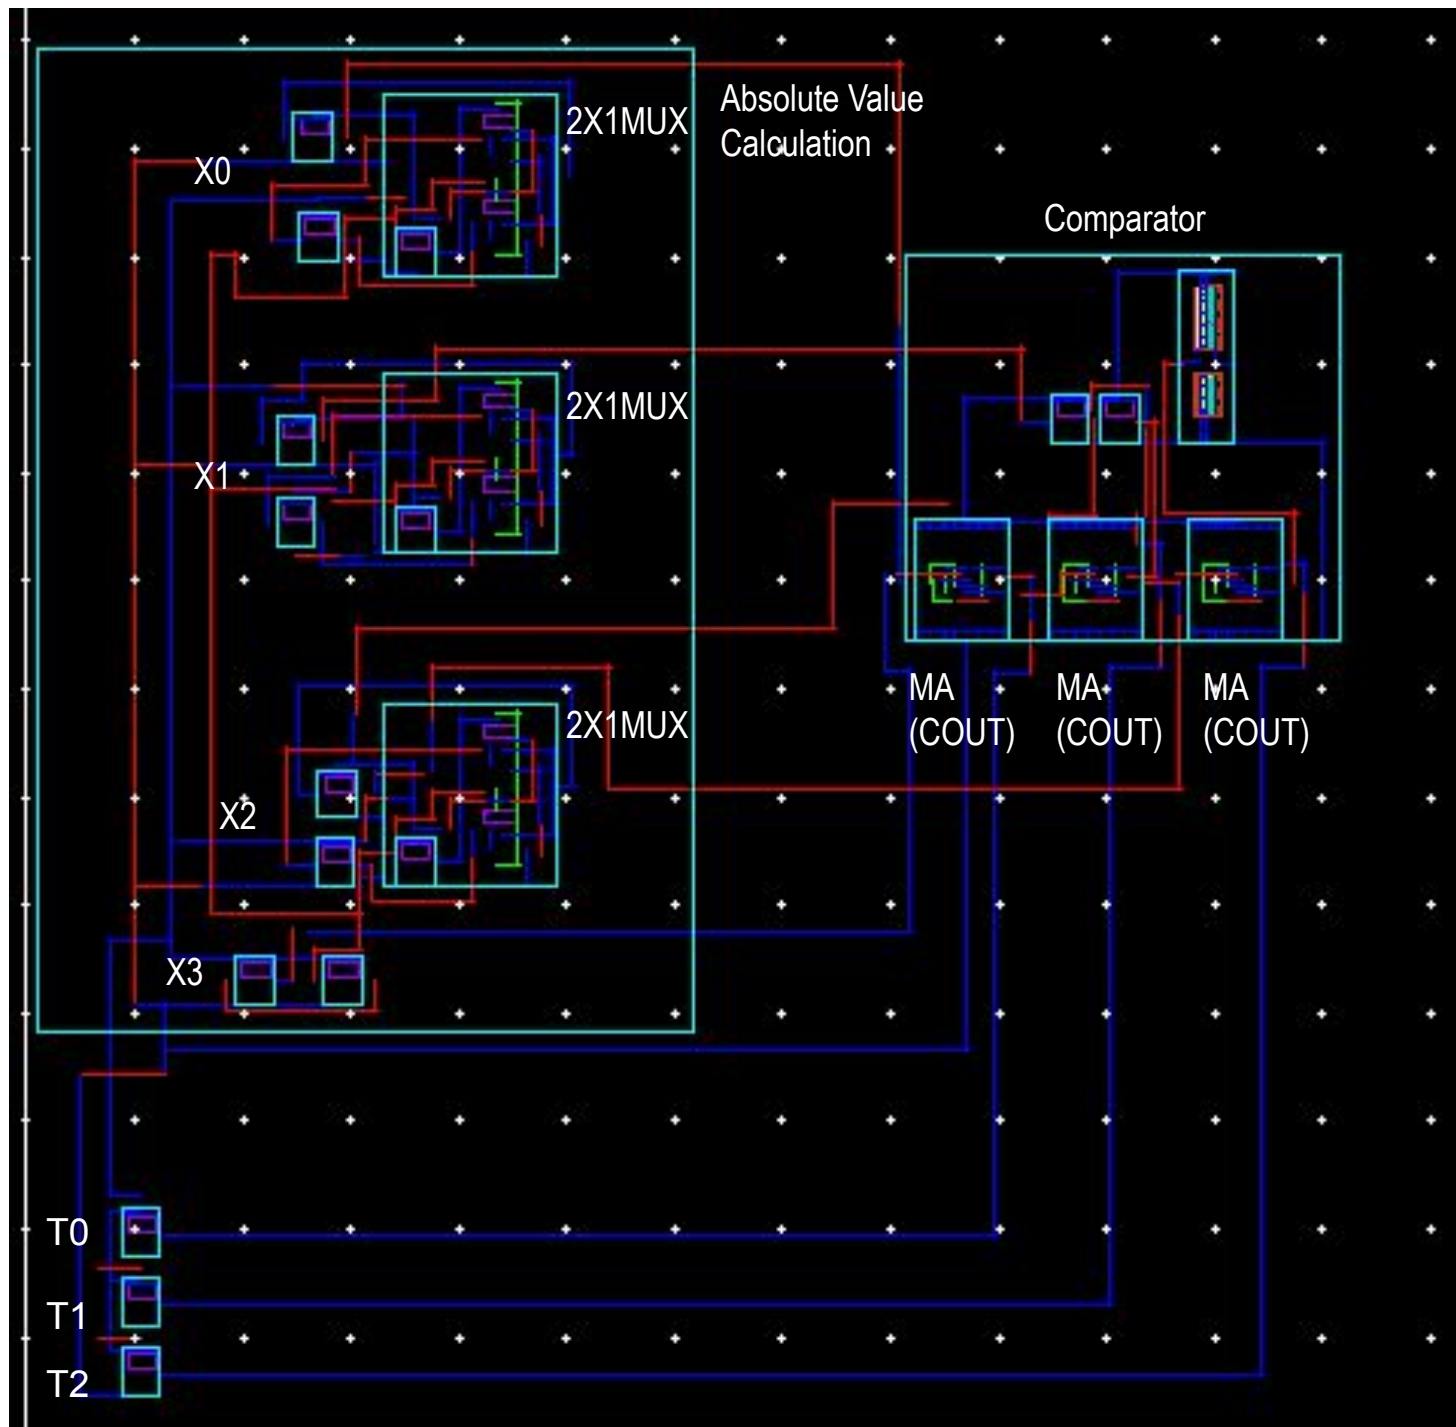 2X1MUX
Absolute Value
Calculation
X0
Comparator
2X1MUX
X1
MA
(COUT)
MA
(COUT)
MA
(COUT)
2X1MUX
X2
X3
T0
T1
T2